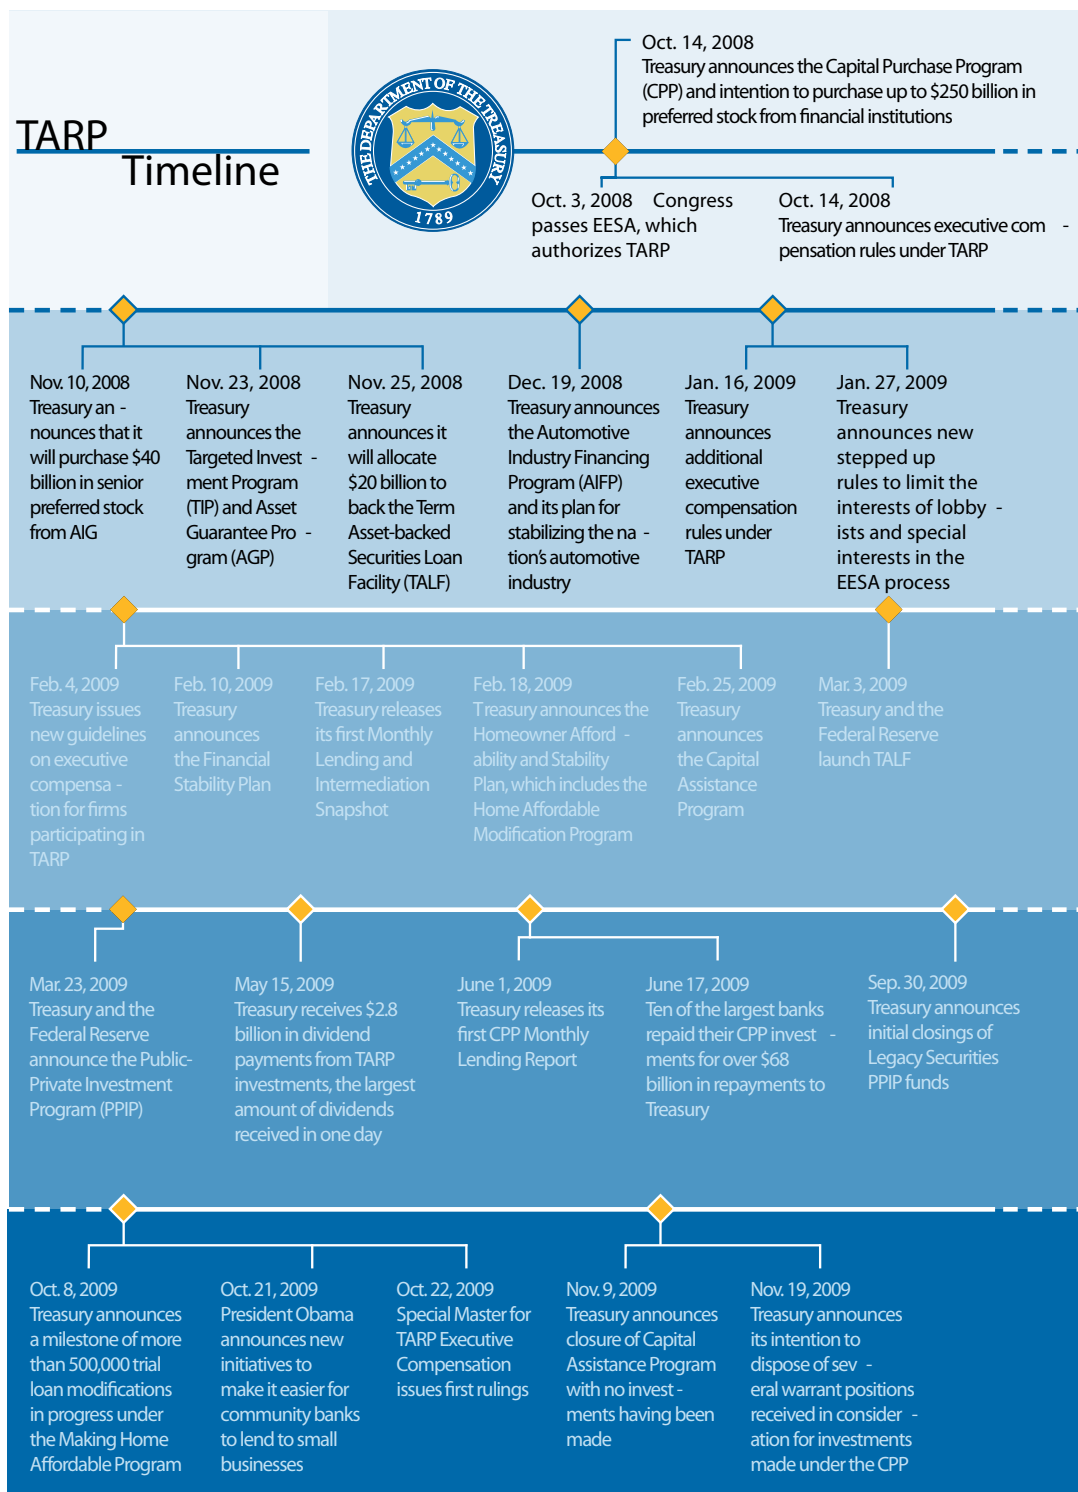 TARP
Timeline
THE DEPARTMENT OF THE TREASURY
1789
Oct. 14, 2008
Treasury announces the Capital Purchase Program
(CPP) and intention to purchase up to $250 billion in
preferred stock from financial institutions
Oct. 3, 2008 Congress
passes EESA, which
authorizes TARP
Oct. 14, 2008
Treasury announces executive com -
pensation rules under TARP
Nov. 10, 2008
Treasury an -
nounces that it
will purchase $40
billion in senior
preferred stock
from AIG
Nov. 23, 2008
Treasury
announces the
Targeted Invest -
ment Program
(TIP) and Asset
Guarantee Pro -
gram (AGP)
Nov. 25, 2008
Treasury
announces it
will allocate
$20 billion to
back the Term
Asset-backed
Securities Loan
Facility (TALF)
Dec. 19, 2008
Treasury announces
the Automotive
Industry Financing
Program (AIFP)
and its plan for
stabilizing the na -
tion's automotive
industry
Jan. 16, 2009
Treasury
announces
additional
executive
compensation
rules under
TARP
Jan. 27, 2009
Treasury
announces new
stepped up
rules to limit the
interests of lobby -
ists and special
interests in the
EESA process
Feb. 4, 2009
Treasury issues
new guidelines
on executive
compensa -
tion for firms
participating in
TARP
Feb. 10, 2009
Treasury
announces
the Financial
Stability Plan
Feb. 17, 2009
Treasury releases
its first Monthly
Lending and
Intermediation
Snapshot
Feb. 18, 2009
Treasury announces the
Homeowner Afford -
ability and Stability
Plan, which includes the
Home Affordable
Modification Program
Feb. 25, 2009
Treasury
announces
the Capital
Assistance
Program
Mar. 3, 2009
Treasury and the
Federal Reserve
launch TALF
Mar. 23, 2009
Treasury and the
Federal Reserve
announce the Public-
Private Investment
Program (PPIP)
May 15, 2009
Treasury receives $2.8
billion in dividend
payments from TARP
investments, the largest
amount of dividends
received in one day
June 1, 2009
Treasury releases its
first CPP Monthly
Lending Report
June 17, 2009
Ten of the largest banks
repaid their CPP invest -
ments for over $68
billion in repayments to
Treasury
Sep. 30, 2009
Treasury announces
initial closings of
Legacy Securities
PPIP funds
Oct. 8, 2009
Treasury announces
a milestone of more
than 500,000 trial
loan modifications
in progress under
the Making Home
Affordable Program
Oct. 21, 2009
President Obama
announces new
initiatives to
make it easier for
community banks
to lend to small
businesses
Oct. 22, 2009
Special Master for
TARP Executive
Compensation
issues first rulings
Nov. 9, 2009
Treasury announces
closure of Capital
Assistance Program
with no invest -
ments having been
made
Nov. 19, 2009
Treasury announces
its intention to
dispose of sev -
eral warrant positions
received in consider -
ation for investments
made under the CPP